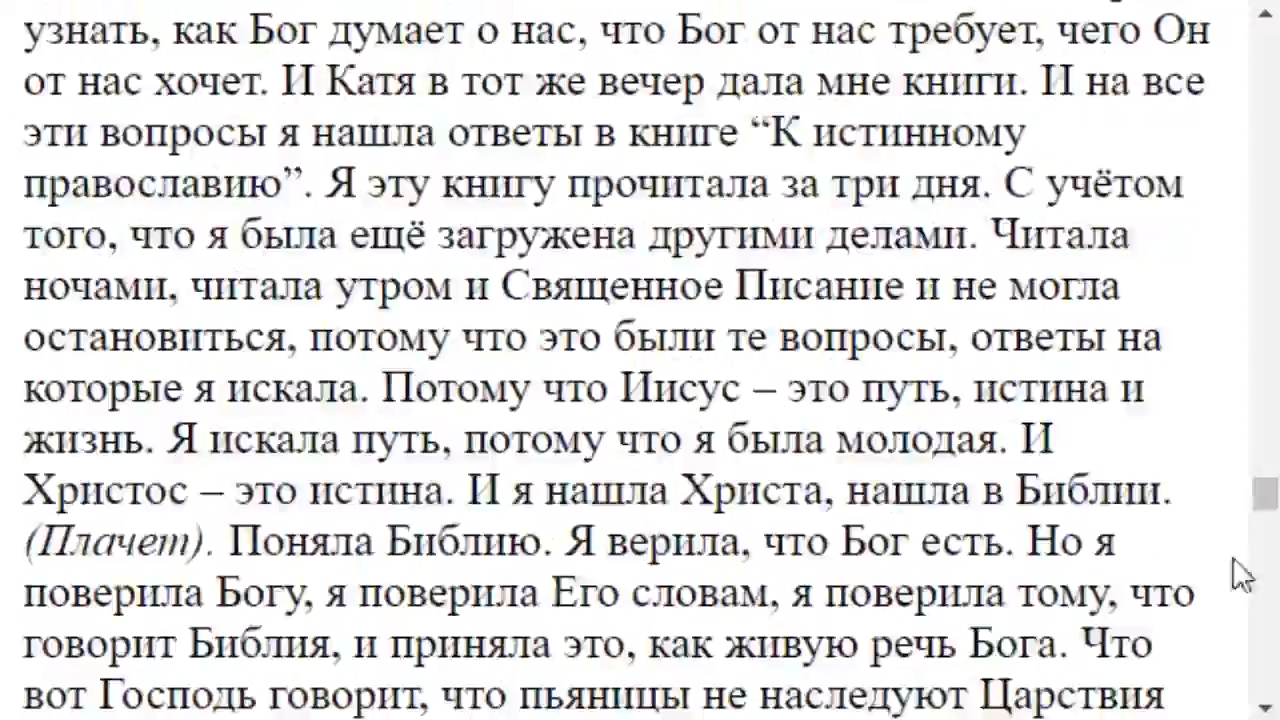 узнать, как Бог думает о нас, что Бог от нас требует, чего Он
от нас хочет. И Катя в тот же вечер дала мне книги. И на все
эти вопросы я нашла ответы в книге “К истинному
православию”. Я эту книгу прочитала за три дня. С учётом
того, что я была ещё загружена другими делами. Читала
ночами, читала утром и Священное Писание и не могла
остановиться, потому что это были те вопросы, ответы на
которые я искала. Потому что Иисус – это путь, истина и
жизнь. Я искала путь, потому что я была молодая. И
Христос – это истина. И я нашла Христа, нашла в Библии.
(Плачет). Поняла Библию. Я верила, что Бог есть. Но я
поверила Богу, я поверила Его словам, я поверила тому, что
говорит Библия, и приняла это, как живую речь Бога. Что
вот Господь говорит, что пьяницы не наследуют Царствия